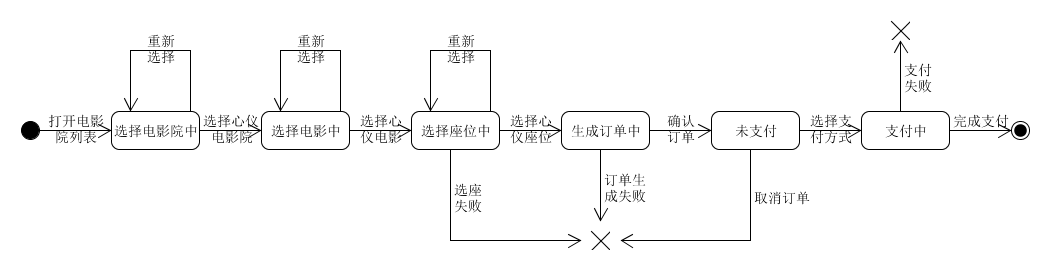 重新
选择
重新
选择
重新
选择
支付
失败
打开电影
院列表
选择电影院中
选择心仪
电影院
选择电影中
选择心
仪电影
选择座位中
选择心
仪座位
生成订单中
确认
订单
未支付
选择支
付方式
支付中
完成支付
选座
失败
订单生
成失败
取消订单